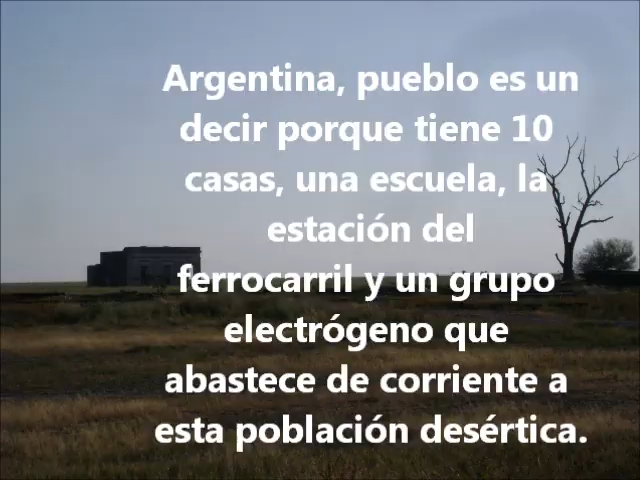 Argentina, pueblo es un
decir porque tiene 10
casas, una escuela, la
estación del
ferrocarril y un grupo
electrógeno que
abastece de corriente a
esta población desértica.